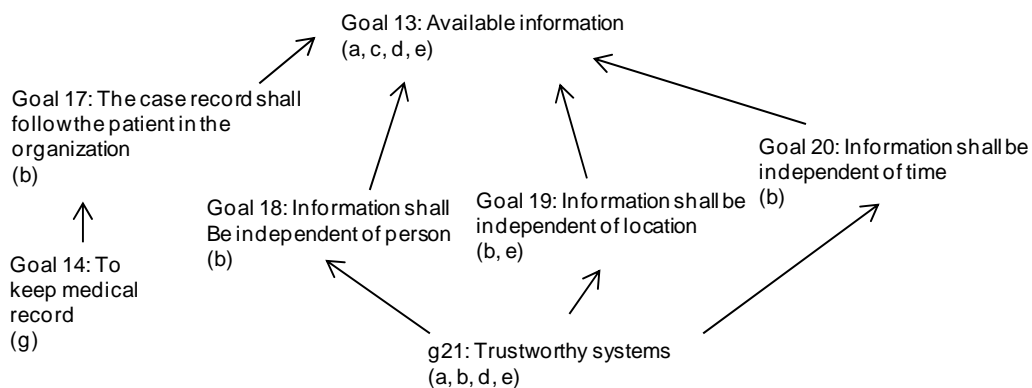 Goal 13: Available information
(a, c, d, e)
Goal 17: The case record shall
follow the patient in the
organization
(b)
Goal 20: Information shall be
independent of time
(b)
Goal 18: Information shall
Be independent of person
(b)
Goal 19: Information shall be
independent of location
(b, e)
Goal 14: To
keep medical
record
(g)
g21: Trustworthy systems
(a, b, d, e)